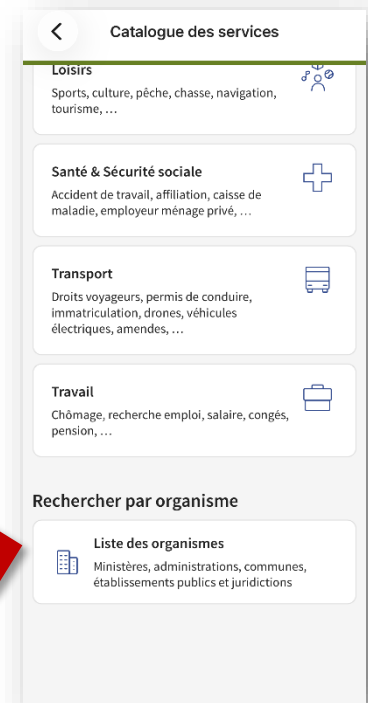 Catalogue des services
Loisirs
Sports, culture, pêche, chasse, navigation,
tourisme, …
Santé & Sécurité sociale
Accident de travail, affiliation, caisse de
maladie, employeur ménage privé, …
Transport
Droits voyageurs, permis de conduire,
immatriculation, drones, véhicules
électriques, amendes, …
Travail
Chômage, recherche emploi, salaire, congés,
pension, …
Rechercher par organisme
Liste des organismes
Ministères, administrations, communes,
établissements publics et juridictions